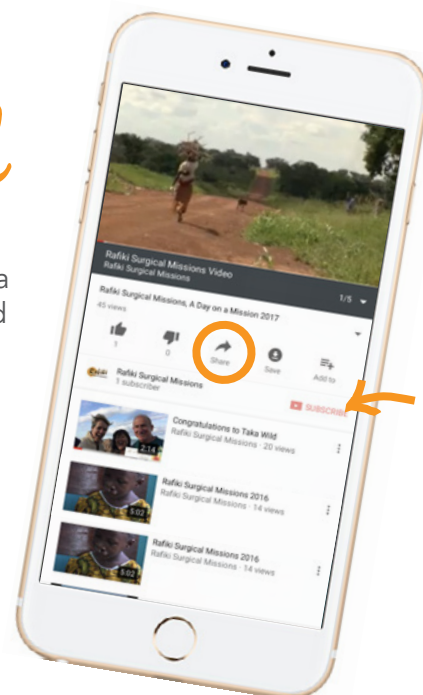 a
d
Rafiki Surgical Missions Video
Rafiki Surgical Missions
1/5
Rafiki Surgical Missions, A Day on a Mission 2017
45 views
1
0
Share
Save
Add to
Rafiki Surgical Missions
1 subscriber
SUBSCRIBE
2:14
Congratulations to Taka Wild
Rafiki Surgical Missions · 20 views
5:02
Rafiki Surgical Missions 2016
Rafiki Surgical Missions · 14 views
5:02
Rafiki Surgical Missions 2016
Rafiki Surgical Missions · 14 views